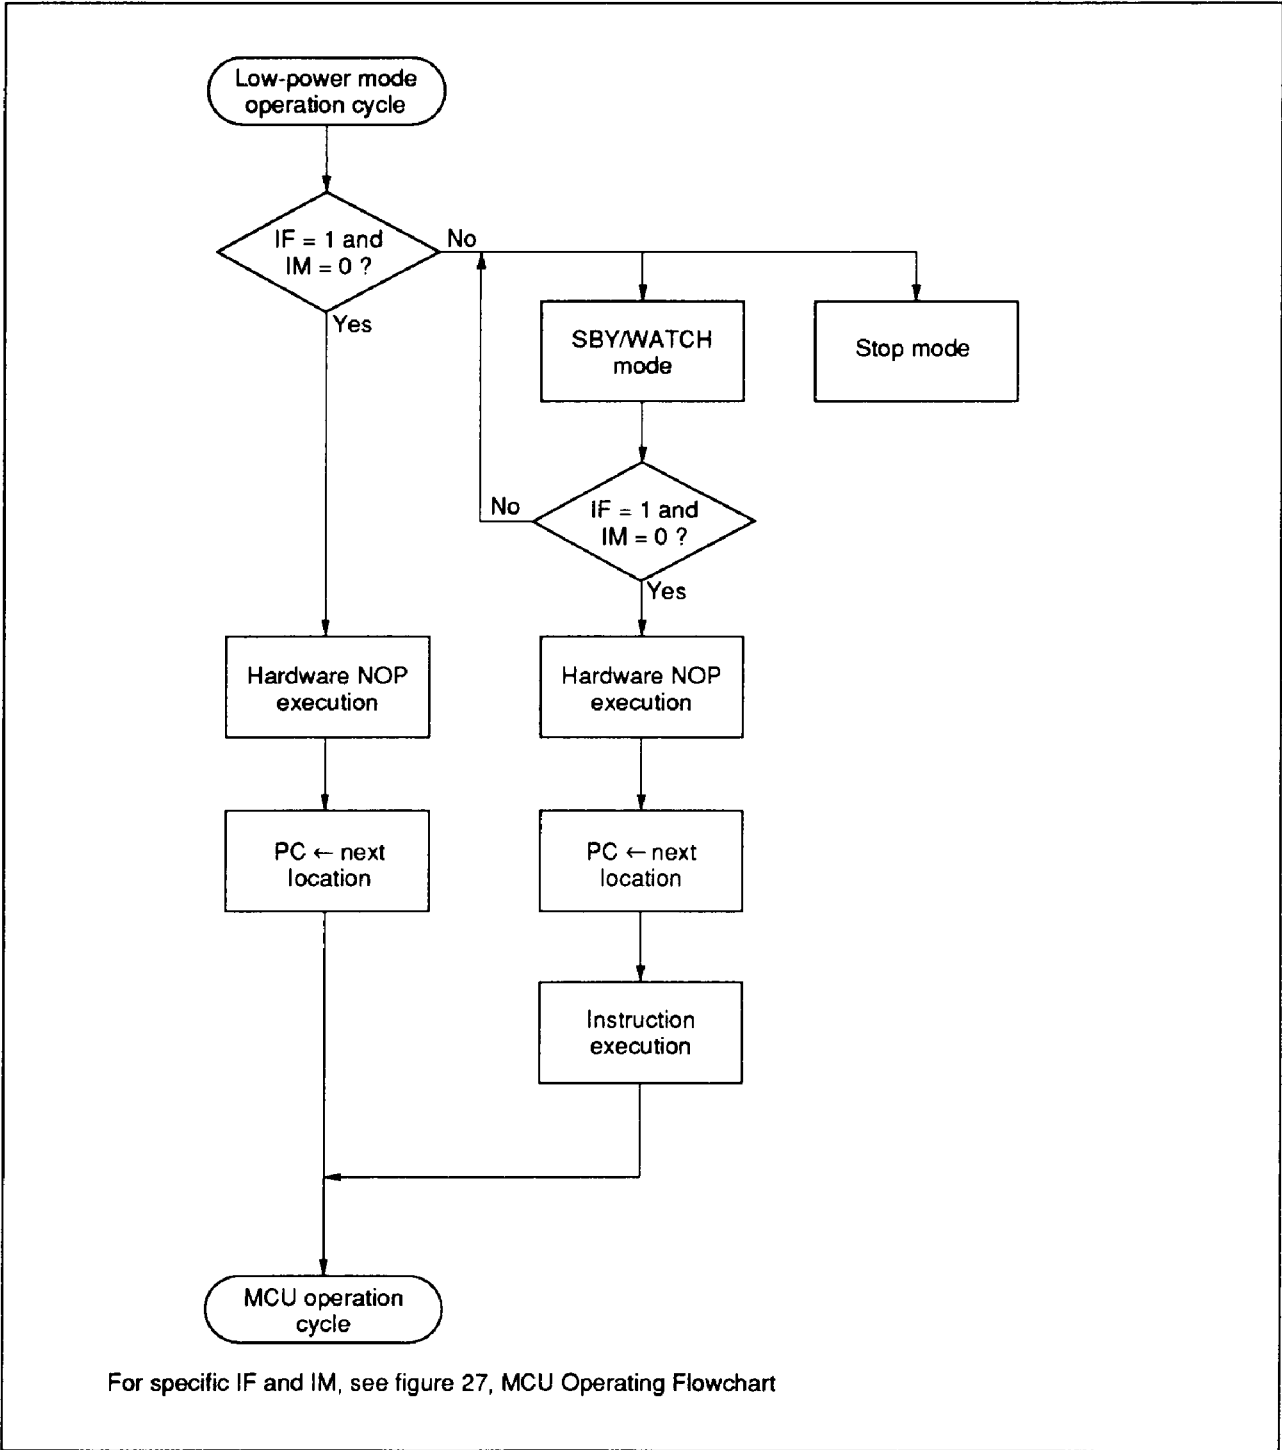 Low-power mode
operation cycle
IF = 1 and
IM = 0 ?
No
Yes
SBY/WATCH
mode
Stop mode
IF = 1 and
IM = 0 ?
No
Yes
Hardware NOP
execution
Hardware NOP
execution
PC ← next
location
PC ← next
location
Instruction
execution
MCU operation
cycle
For specific IF and IM, see figure 27, MCU Operating Flowchart